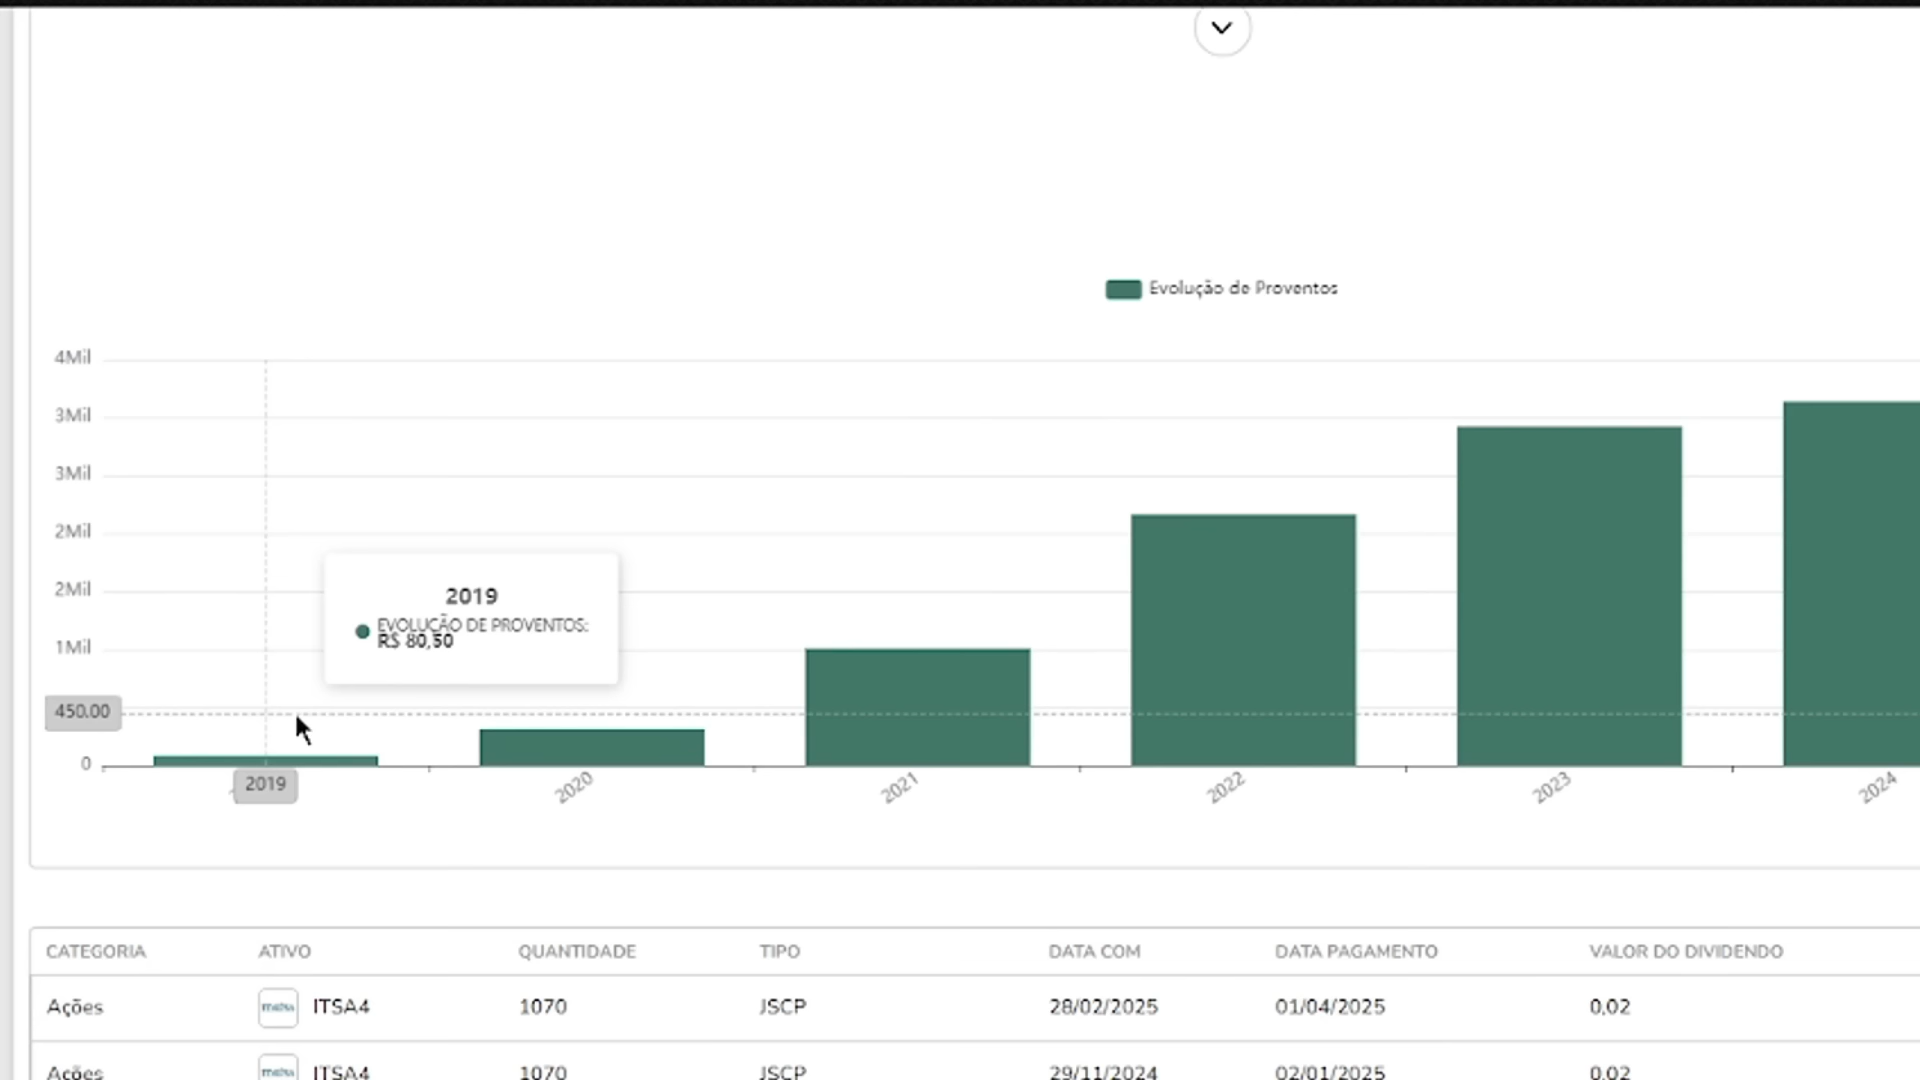 Evolução de Proventos
4Mil
3Mil
3Mil
2Mil
2Mil
1Mil
450.00
0
2019
EVOLUÇÃO DE PROVENTOS:
R$ 80,50
2019
2020
2021
2022
2023
2024
CATEGORIA ATIVO QUANTIDADE TIPO DATA COM DATA PAGAMENTO VALOR DO DIVIDENDO
Ações ITSA4 1070 JSCP 28/02/2025 01/04/2025 0,02
Ações ITSA4 1070 JSCP 29/11/2024 02/01/2025 0,02